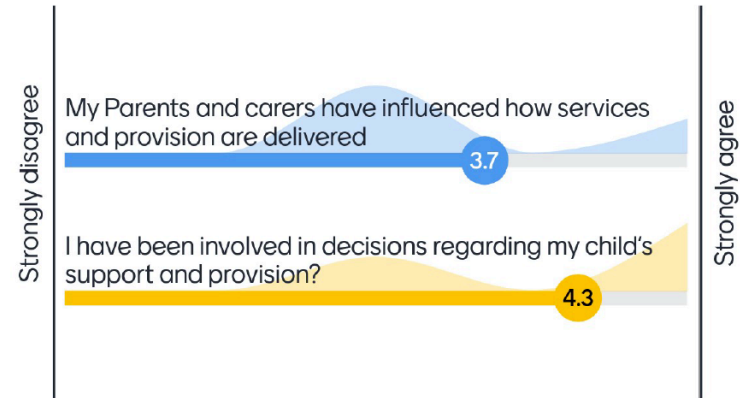 Strongly disagree
My Parents and carers have influenced how services
and provision are delivered
3.7
I have been involved in decisions regarding my child's
support and provision?
4.3
Strongly agree